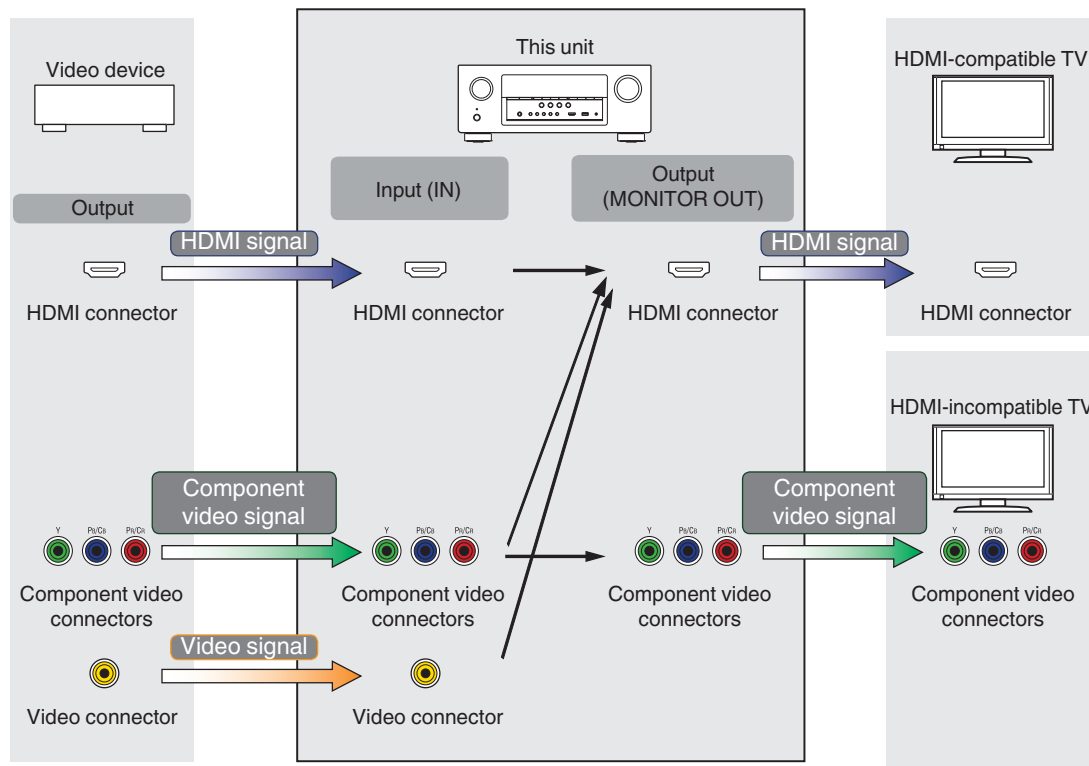 Video device
This unit
HDMI-compatible TV
Output
Input (IN)
Output
(MONITOR OUT)
HDMI signal
HDMI signal
HDMI connector
HDMI connector
HDMI connector
HDMI connector
HDMI-incompatible TV
Component
video signal
Component
video signal
Y PB/CB PR/CR
Y PB/CB PR/CR
Y PB/CB PR/CR
Y PB/CB PR/CR
Component video
connectors
Component video
connectors
Component video
connectors
Component video
connectors
Video signal
Video connector
Video connector